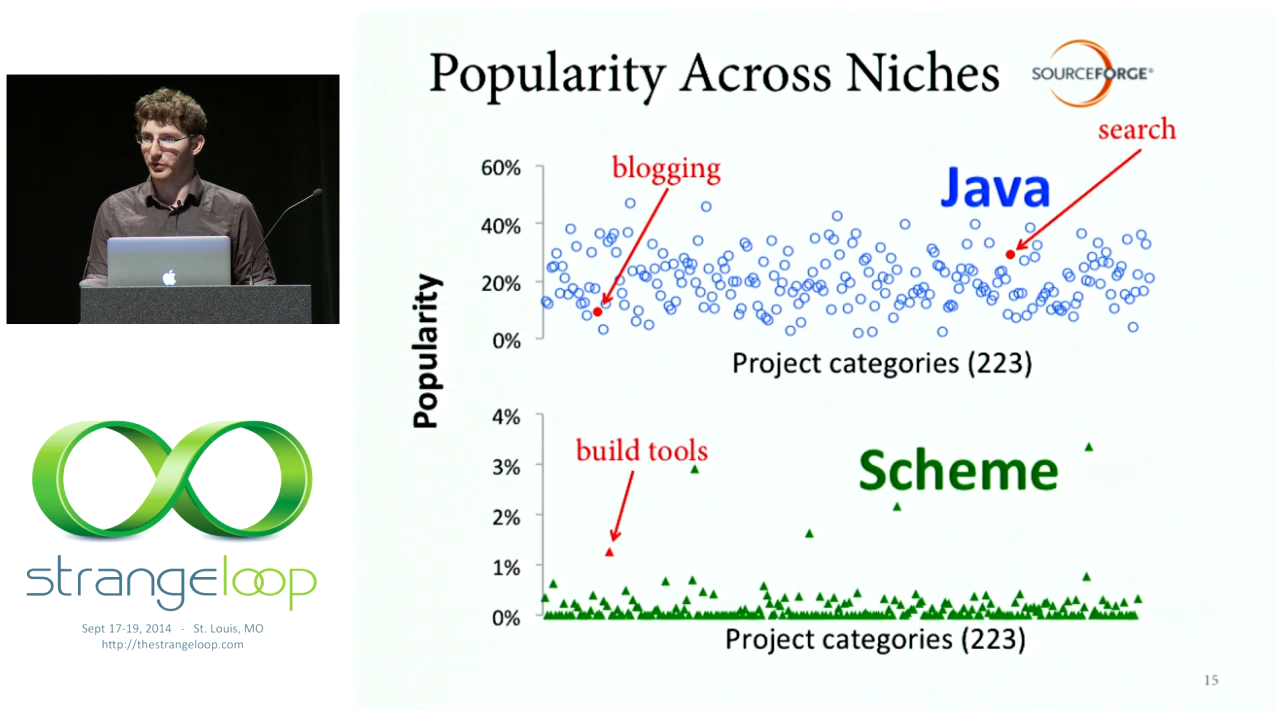 Popularity Across Niches
SOURCEFORGE®
search
blogging
Java
60%
40%
20%
0%
Popularity
Project categories (223)
4%
3%
2%
1%
0%
build tools
Scheme
Project categories (223)
15
strangeloop
Sept 17-19, 2014 - St. Louis, MO
http://thestrangeloop.com